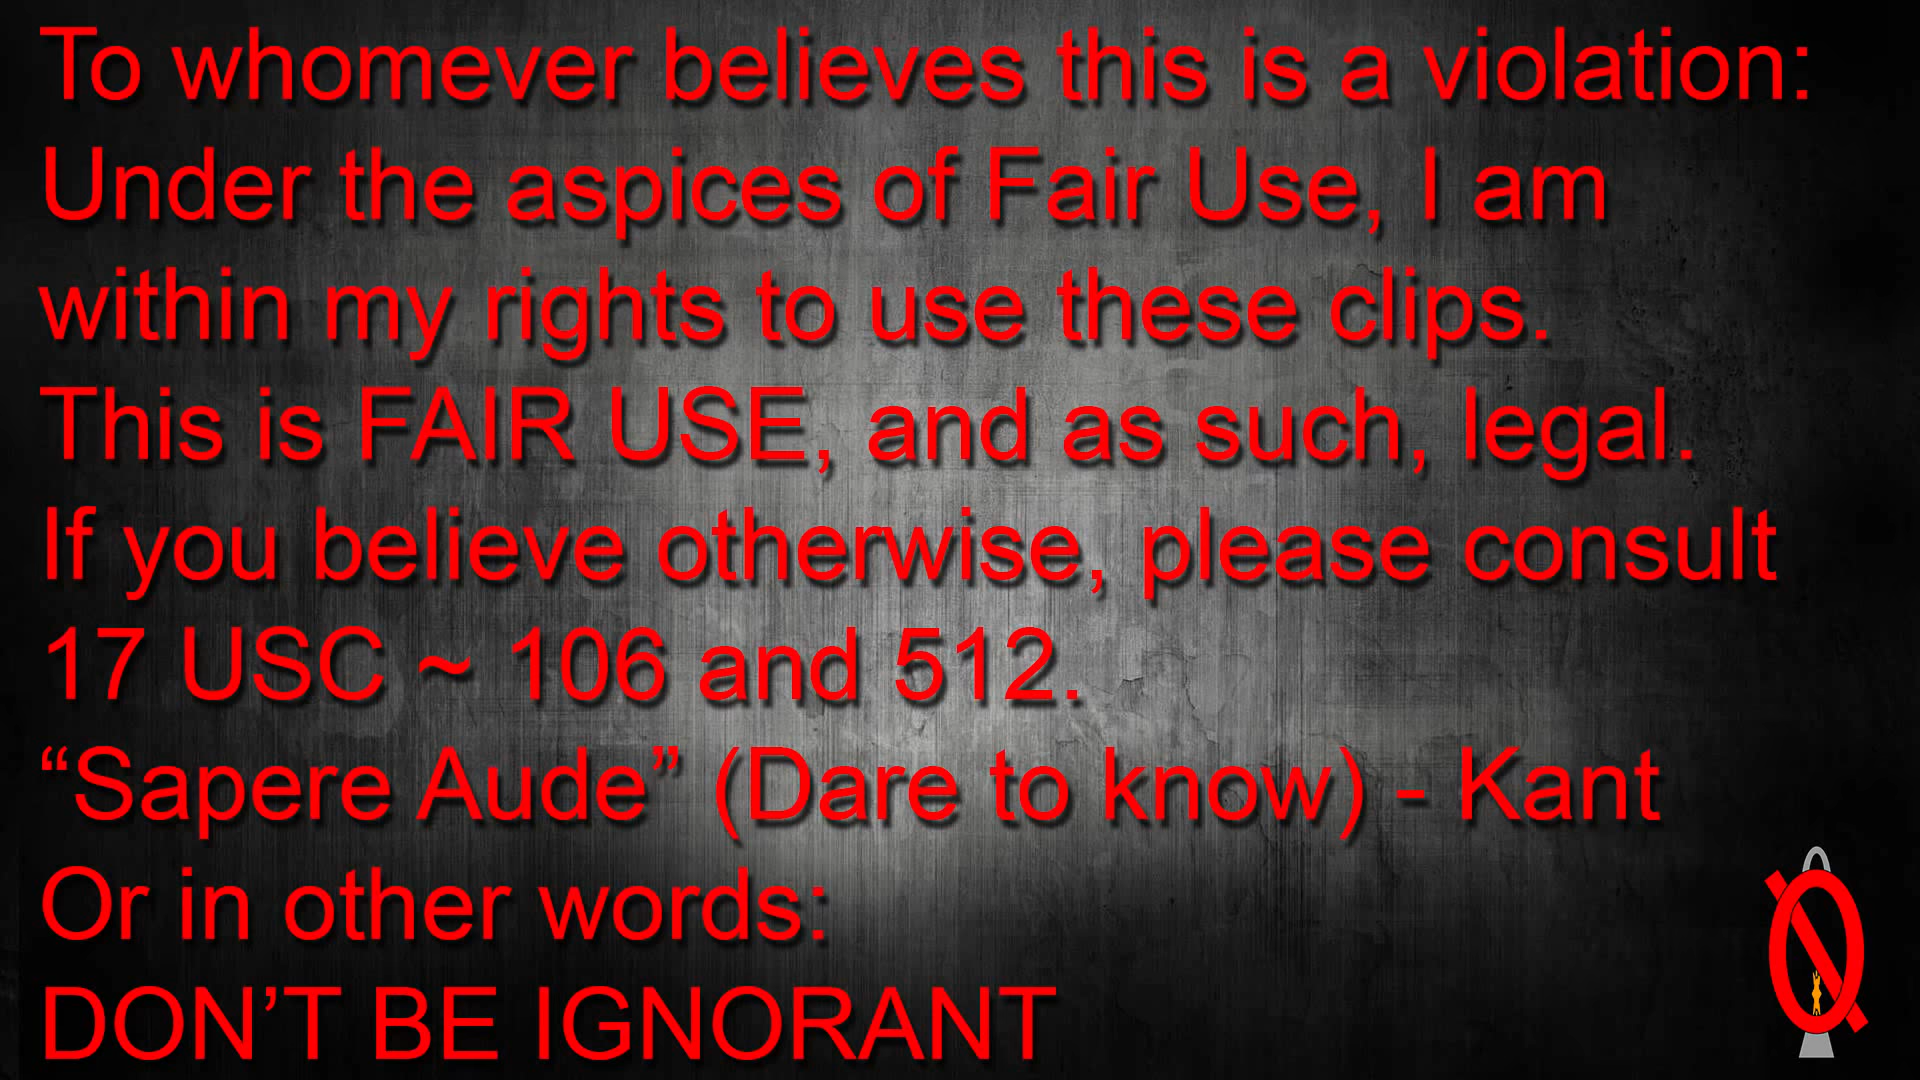 To whomever believes this is a violation:
Under the aspices of Fair Use, I am
within my rights to use these clips.
This is FAIR USE, and as such, legal.
If you believe otherwise, please consult
17 USC ~ 106 and 512.
“Sapere Aude” (Dare to know) - Kant
Or in other words:
DON’T BE IGNORANT